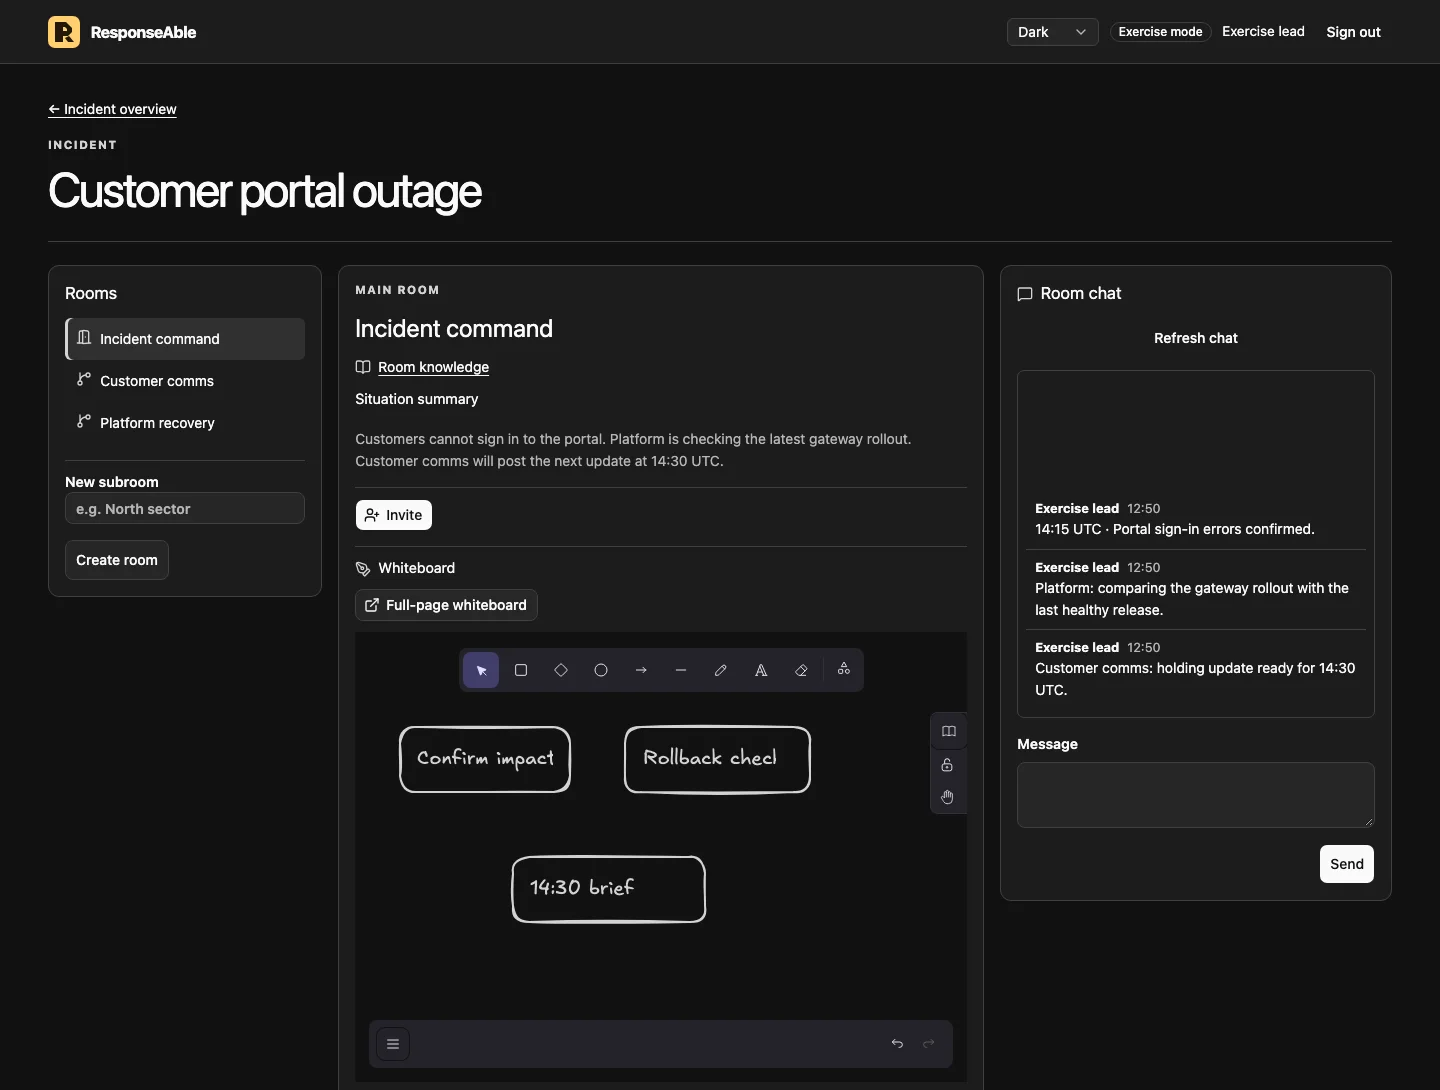 ResponseAble
Dark
Exercise mode
Exercise lead
Sign out
← Incident overview
INCIDENT
Customer portal outage
Rooms
Incident command
Customer comms
Platform recovery
New subroom
e.g. North sector
Create room
MAIN ROOM
Incident command
Room knowledge
Situation summary
Customers cannot sign in to the portal. Platform is checking the latest gateway rollout.
Customer comms will post the next update at 14:30 UTC.
Invite
Whiteboard
Full-page whiteboard
Confirm impact
Rollback checl
14:30 brief
Room chat
Refresh chat
Exercise lead 12:50
14:15 UTC · Portal sign-in errors confirmed.
Exercise lead 12:50
Platform: comparing the gateway rollout with the
last healthy release.
Exercise lead 12:50
Customer comms: holding update ready for 14:30
UTC.
Message
Send